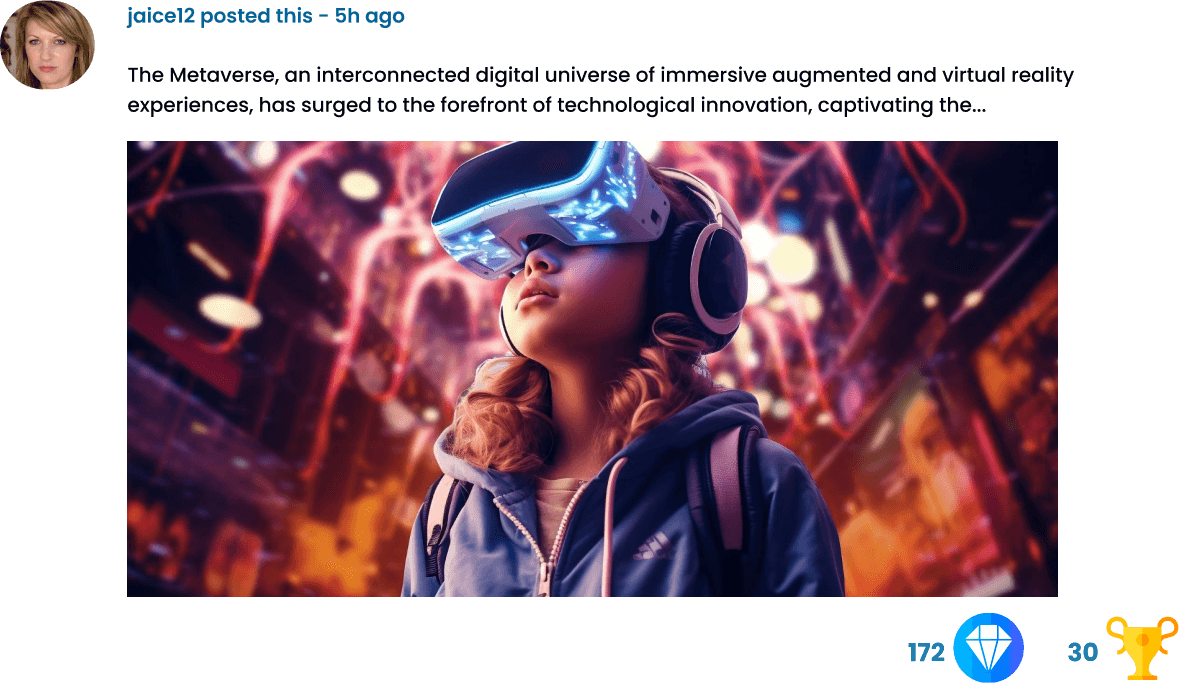 jaice12 posted this - 5h ago
The Metaverse, an interconnected digital universe of immersive augmented and virtual reality
experiences, has surged to the forefront of technological innovation, captivating the...
172
30